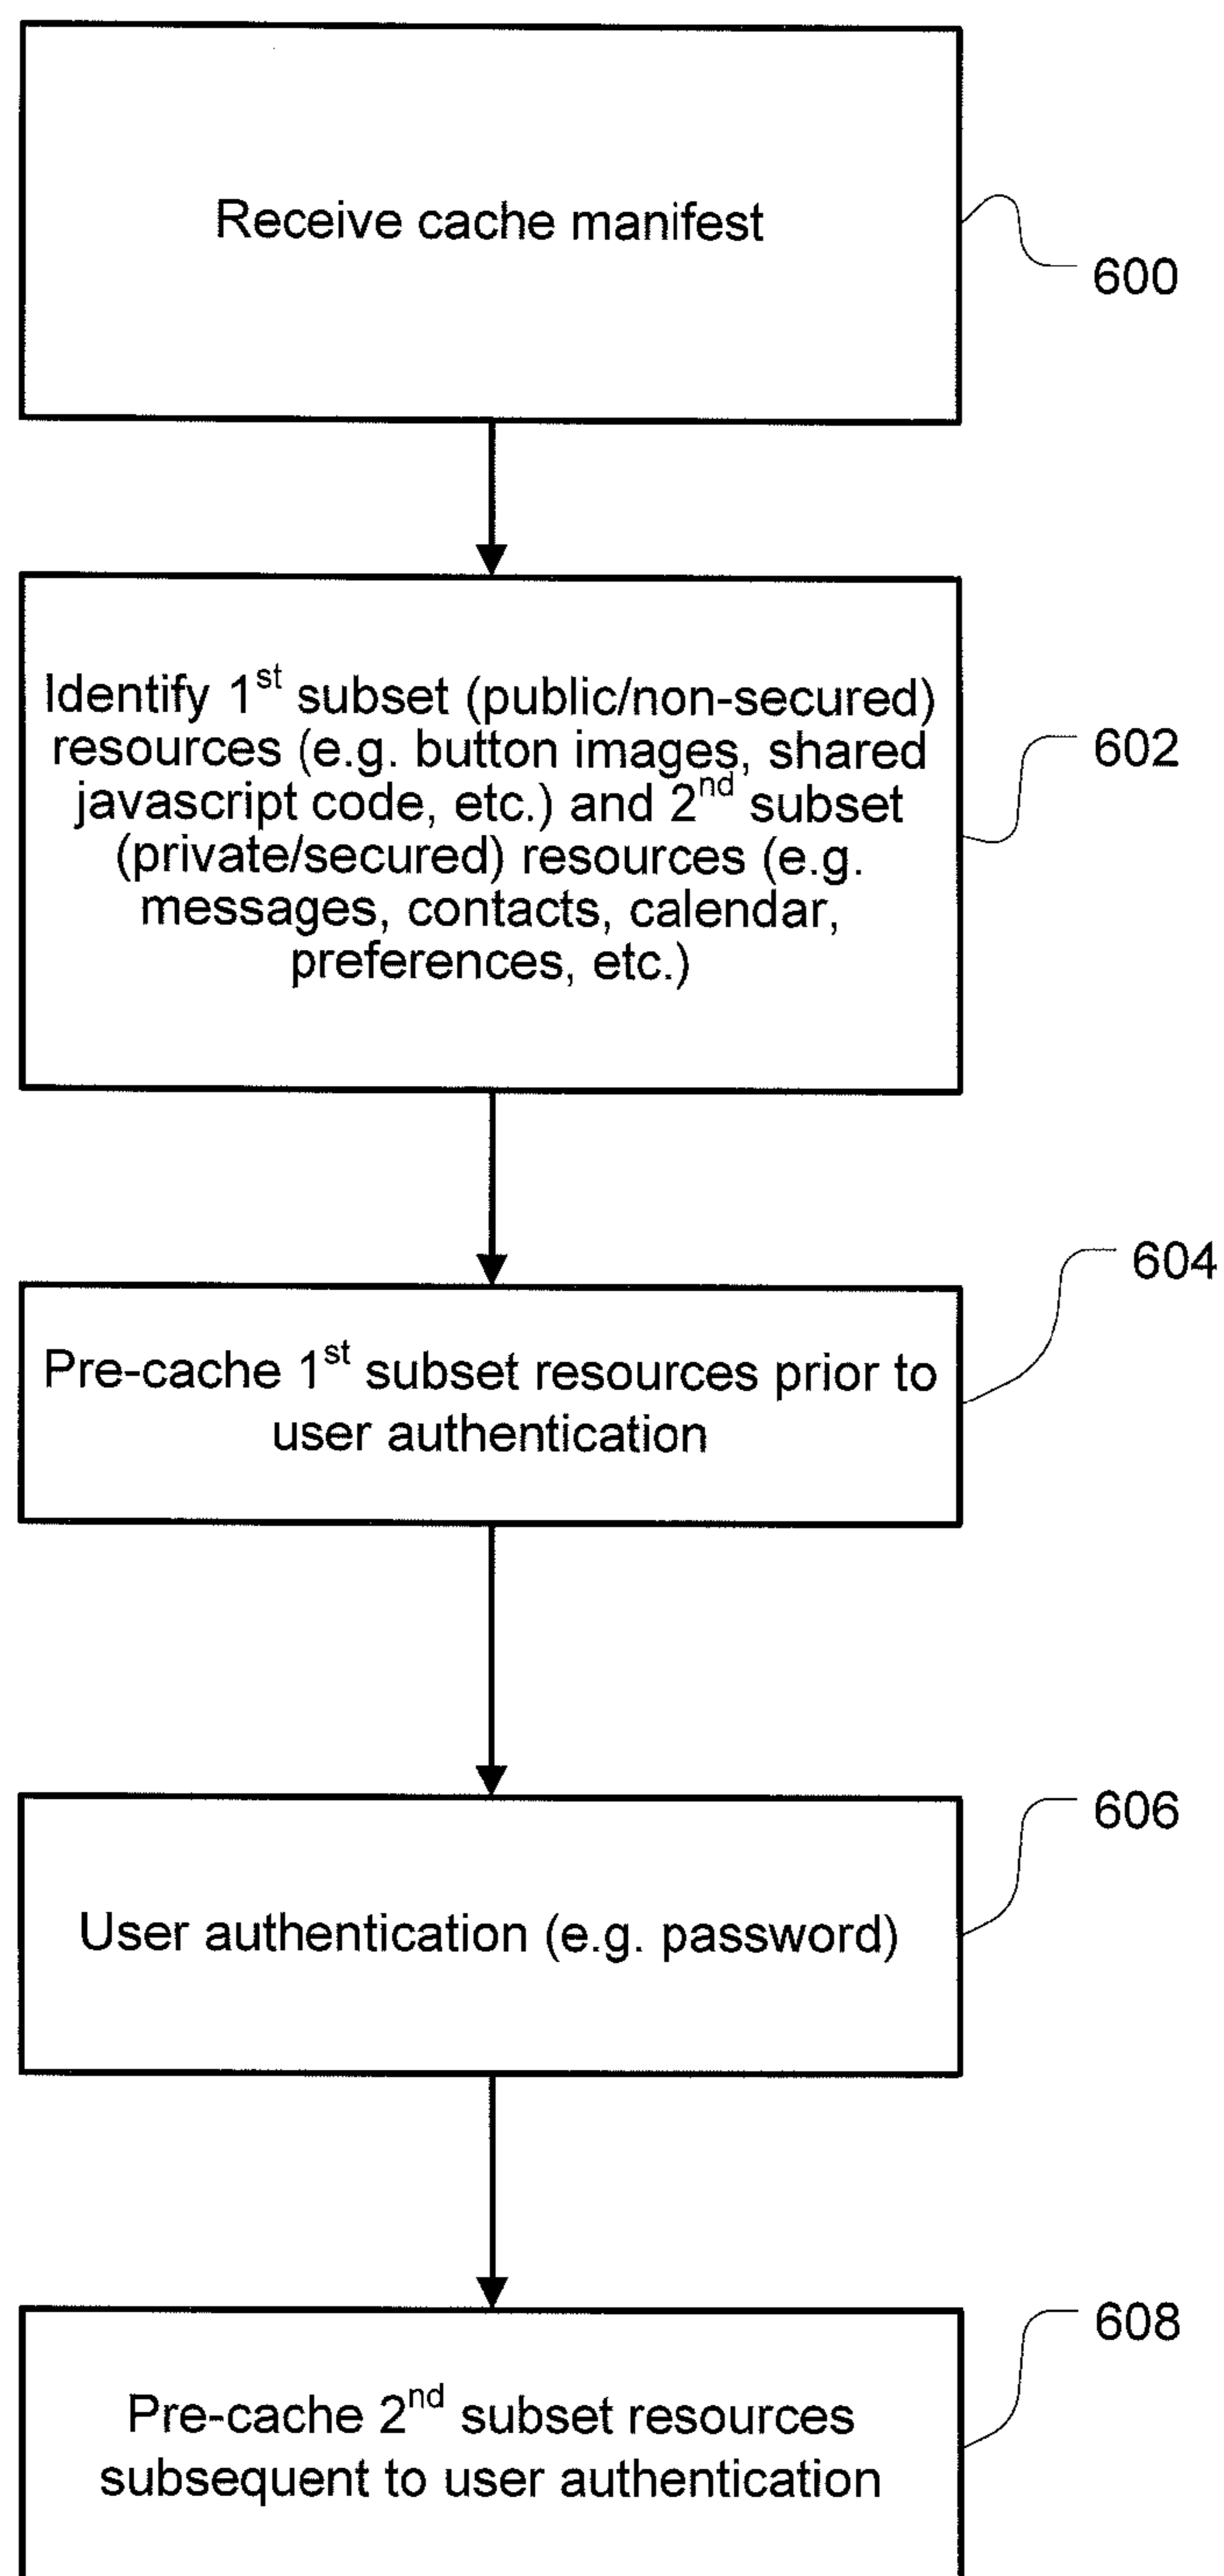 Receive cache manifest
600
Identify 1st subset (public/non-secured)
resources (e.g. button images, shared
javascript code, etc.) and 2nd subset
(private/secured) resources (e.g.
messages, contacts, calendar,
preferences, etc.)
602
Pre-cache 1st subset resources prior to
user authentication
604
User authentication (e.g. password)
606
Pre-cache 2nd subset resources
subsequent to user authentication
608